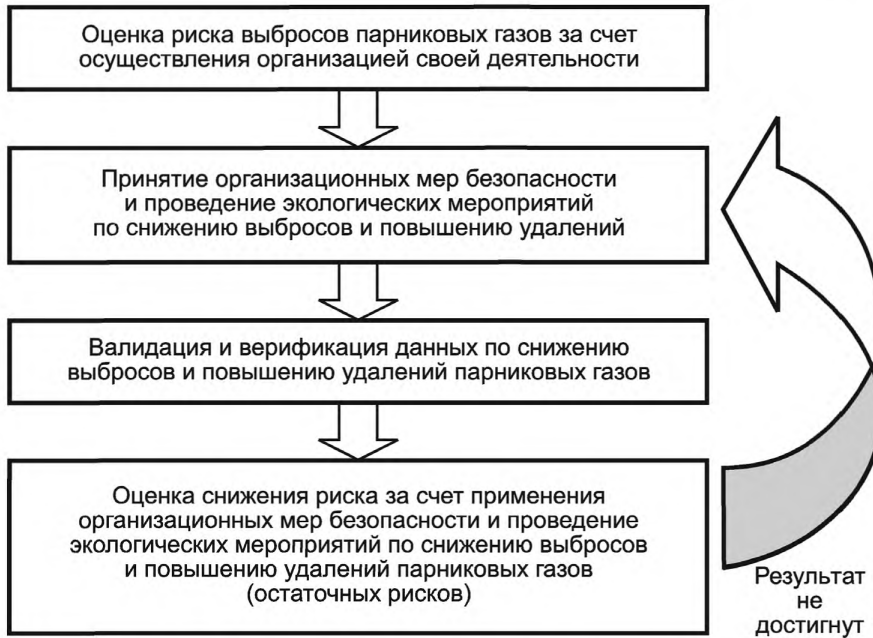 Оценка риска выбросов парниковых газов за счет
осуществления организацией своей деятельности
Принятие организационных мер безопасности
и проведение экологических мероприятий
по снижению выбросов и повышению удалений
Валидация и верификация данных по снижению
выбросов и повышению удалений парниковых газов
Оценка снижения риска за счет применения
организационных мер безопасности и проведение
экологических мероприятий по снижению выбросов
и повышению удалений парниковых газов
(остаточных рисков)
Результат
не
достигнут